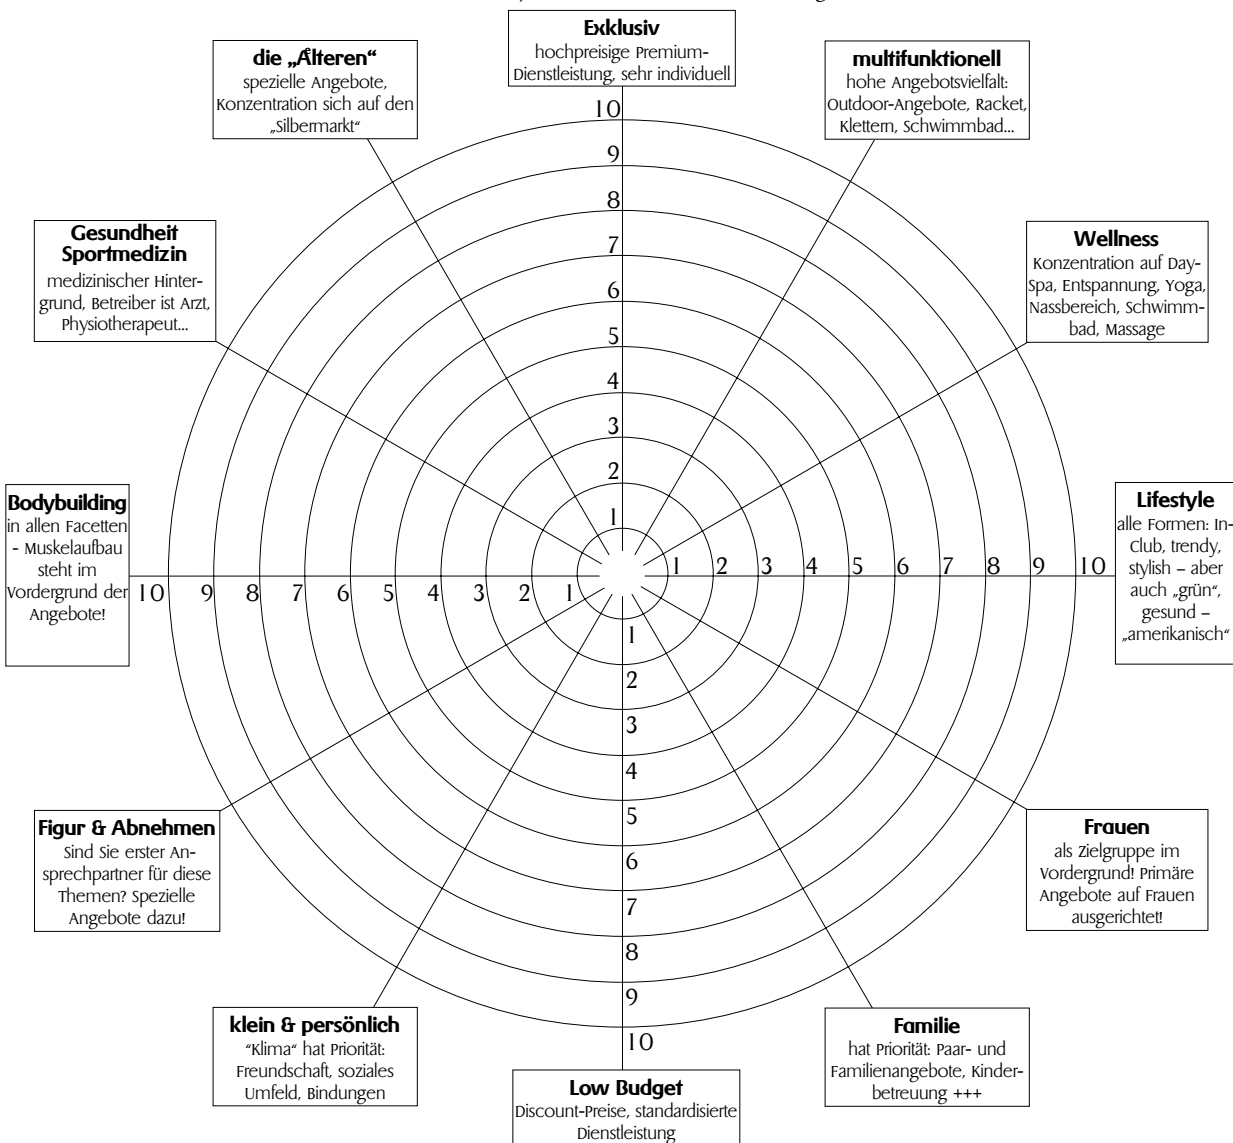 Exklusiv
hochpreisige Premium-
Dienstleistung, sehr individuell
die „Älteren“
spezielle Angebote,
Konzentration sich auf den
„Silbermarkt“
multifunktionell
hohe Angebotsvielfalt:
Outdoor-Angebote, Racket,
Klettern, Schwimmbad...
Gesundheit
Sportmedizin
medizinischer Hinter-
grund, Betreiber ist Arzt,
Physiotherapeut...
Wellness
Konzentration auf Day-
Spa, Entspannung, Yoga,
Nassbereich, Schwimm-
bad, Massage
10
9
8
7
6
5
4
3
2
1
Bodybuilding
in allen Facetten
- Muskelaufbau
steht im
Vordergrund der
Angebote!
10 9 8 7 6 5 4 3 2 1
1 2 3 4 5 6 7 8 9 10
Lifestyle
alle Formen: In-
Club, trendy,
stylish – aber
auch „grün“,
gesund –
„amerikanisch“
1
2
3
4
5
6
7
8
9
10
Figur & Abnehmen
Sind Sie erster An-
sprechpartner für diese
Themen? Spezielle
Angebote dazu!
Frauen
als Zielgruppe im
Vordergrund! Primäre
Angebote auf Frauen
ausgerichtet!
klein & persönlich
"Klima" hat Priorität:
Freundschaft, soziales
Umfeld, Bindungen
Familie
hat Priorität: Paar- und
Familienangebote, Kinder-
betreuung +++
Low Budget
Discount-Preise, standardisierte
Dienstleistung